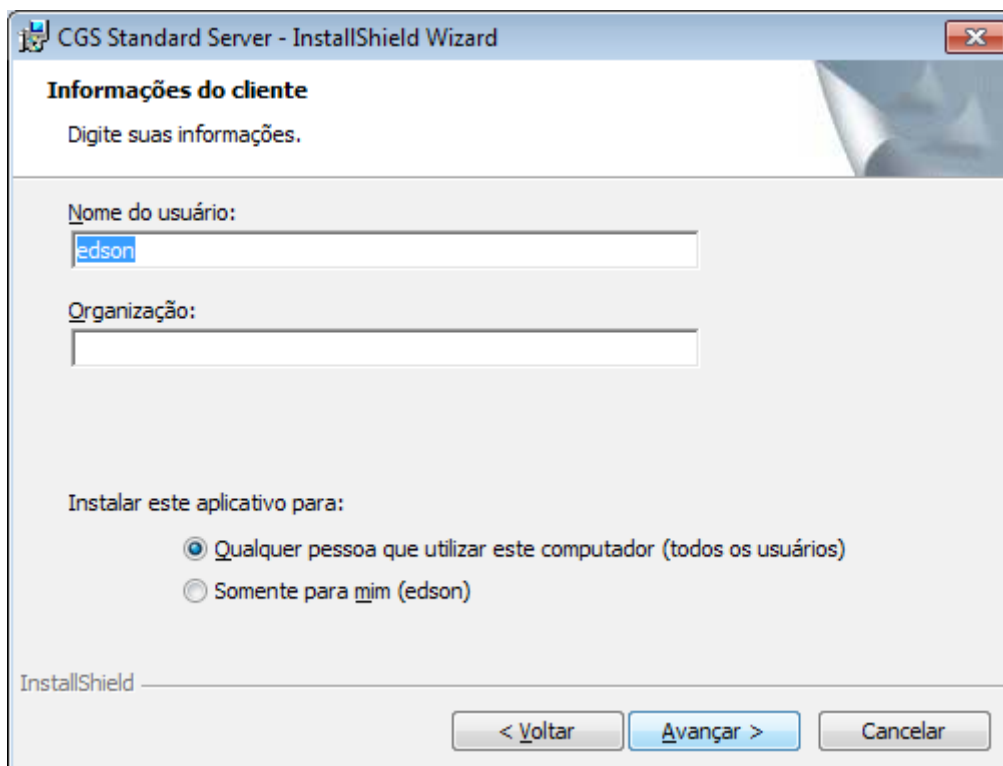 CGS Standard Server - InstallShield Wizard
Informações do cliente
Digite suas informações.
Nome do usuário:
edson
Organização:
Instalar este aplicativo para:
Qualquer pessoa que utilizar este computador (todos os usuários)
Somente para mim (edson)
InstallShield
< Voltar Avançar > Cancelar